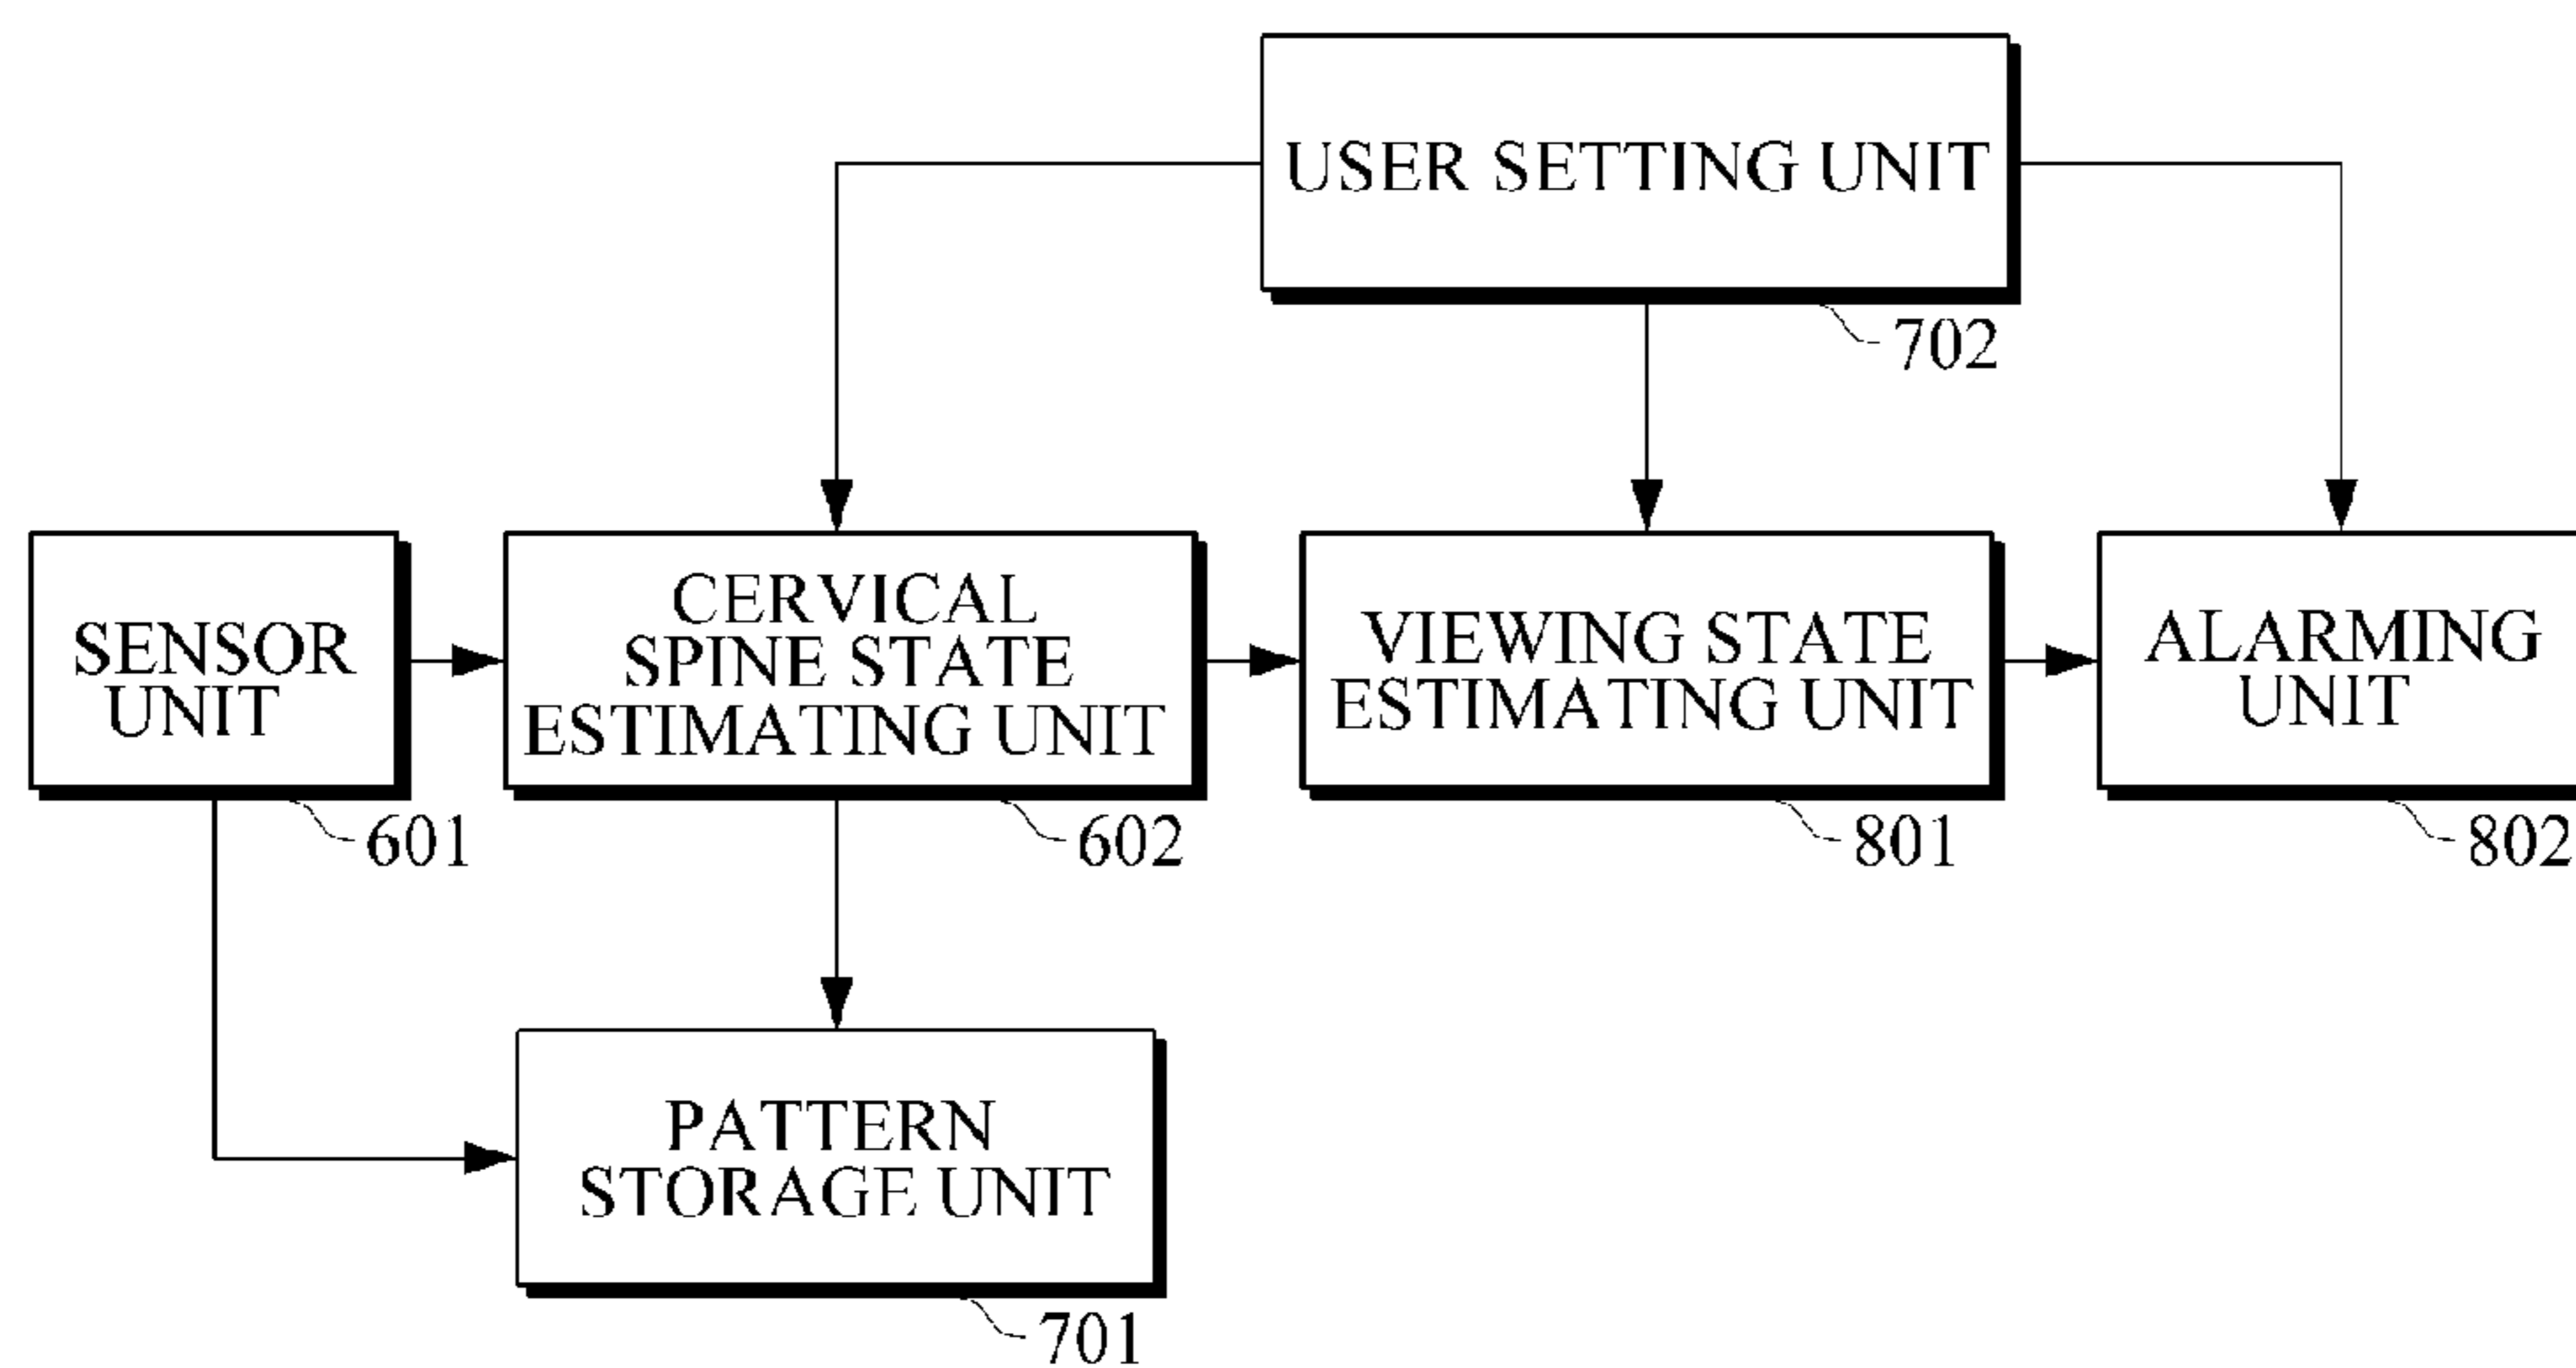 USER SETTING UNIT
702
SENSOR
UNIT
601
CERVICAL
SPINE STATE
ESTIMATING UNIT
602
VIEWING STATE
ESTIMATING UNIT
801
ALARMING
UNIT
802
PATTERN
STORAGE UNIT
701